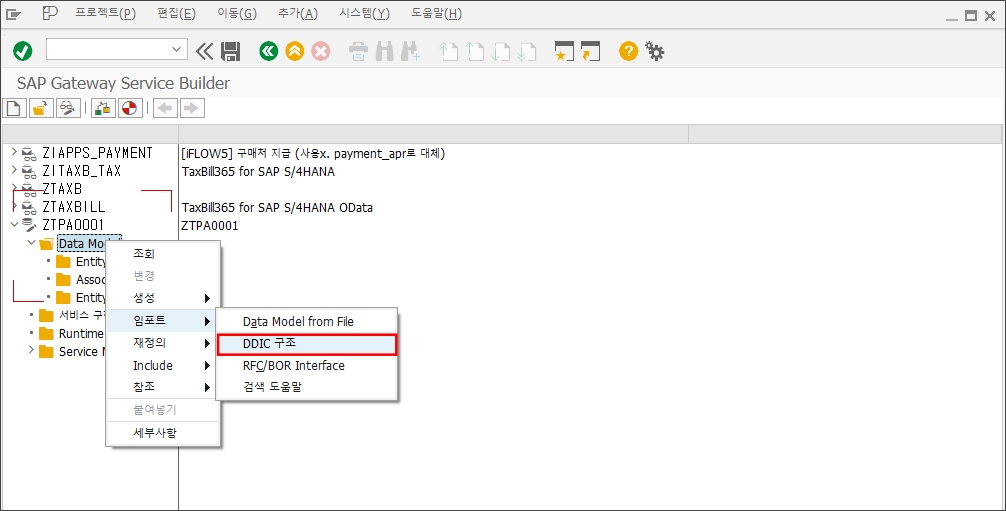 프로젝트(P) 편집(E) 이동(G) 추가(A) 시스템(Y) 도움말(H)
SAP Gateway Service Builder
ZIAPPS_PAYMENT [iFLOW5] 구매처 지급 (사용x. payment_apr로 대체)
ZITAXB_TAX TaxBill365 for SAP S/4HANA
ZTAXB
ZTAXBILL TaxBill365 for SAP S/4HANA OData
ZTPA0001 ZTPA0001
Data Mod
Entity
Assoc
Entity
서비스 구
Runtime
Service M
조회
변경
생성
임포트
재정의
Include
참조
붙여넣기
세부사항
Data Model from File
DDIC 구조
RFC/BOR Interface
검색 도움말